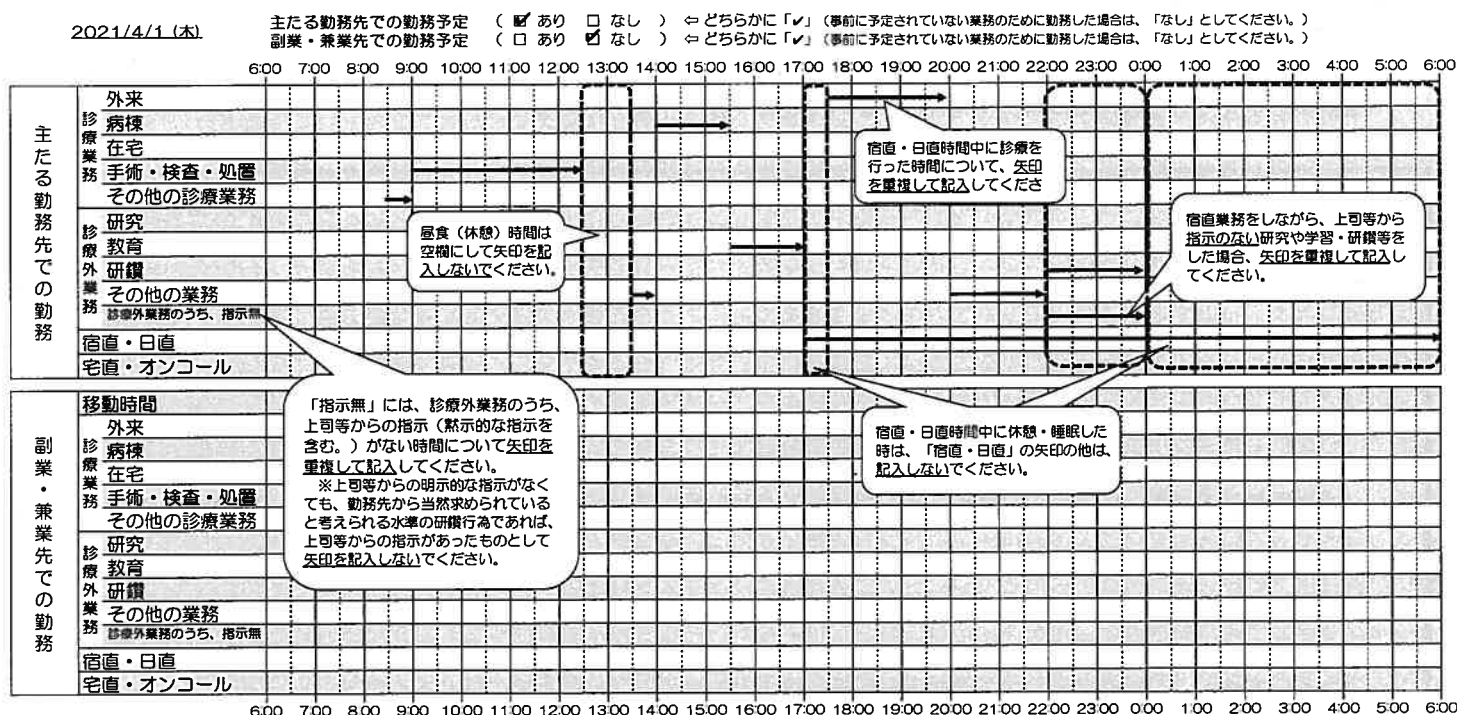 2021/4/1（木）
主たる勤務先での勤務予定 （ ☑ あり □ なし ） ⇦ どちらかに「✔」（事前に予定されていない業務のために勤務した場合は、「なし」としてください。）
副業・兼業先での勤務予定 （ □ あり ☑ なし ） ⇦ どちらかに「✔」（事前に予定されていない業務のために勤務した場合は、「なし」としてください。）
6:00 7:00 8:00 9:00 10:00 11:00 12:00 13:00 14:00 15:00 16:00 17:00 18:00 19:00 20:00 21:00 22:00 23:00 0:00 1:00 2:00 3:00 4:00 5:00 6:00
主たる勤務先での勤務
診療業務
外来
病棟
在宅
手術・検査・処置
その他の診療業務
診療外業務
研究
教育
研鑽
その他の業務
診療外業務のうち、指示無
宿直・日直
宅直・オンコール
宿直・日直時間中に診療を
行った時間について、矢印
を重複して記入してくださ
昼食（休憩）時間は
空欄にして矢印を記
入しないでください。
宿直業務をしながら、上司等から
指示のない研究や学習・研鑽等を
した場合、矢印を重複して記入し
てください。
「指示無」には、診療外業務のうち、
上司等からの指示（黙示的な指示を
含む。）がない時間について矢印を
重複して記入してください。
※上司等からの明示的な指示がなく
ても、勤務先から当然求められている
と考えられる水準の研鑽行為であれば、
上司等からの指示があったものとして
矢印を記入しないでください。
宿直・日直時間中に休憩・睡眠した
時は、「宿直・日直」の矢印の他は、
記入しないでください。
副業・兼業先での勤務
移動時間
診療業務
外来
病棟
在宅
手術・検査・処置
その他の診療業務
診療外業務
研究
教育
研鑽
その他の業務
診療外業務のうち、指示無
宿直・日直
宅直・オンコール
6:00 7:00 8:00 9:00 10:00 11:00 12:00 13:00 14:00 15:00 16:00 17:00 18:00 19:00 20:00 21:00 22:00 23:00 0:00 1:00 2:00 3:00 4:00 5:00 6:00